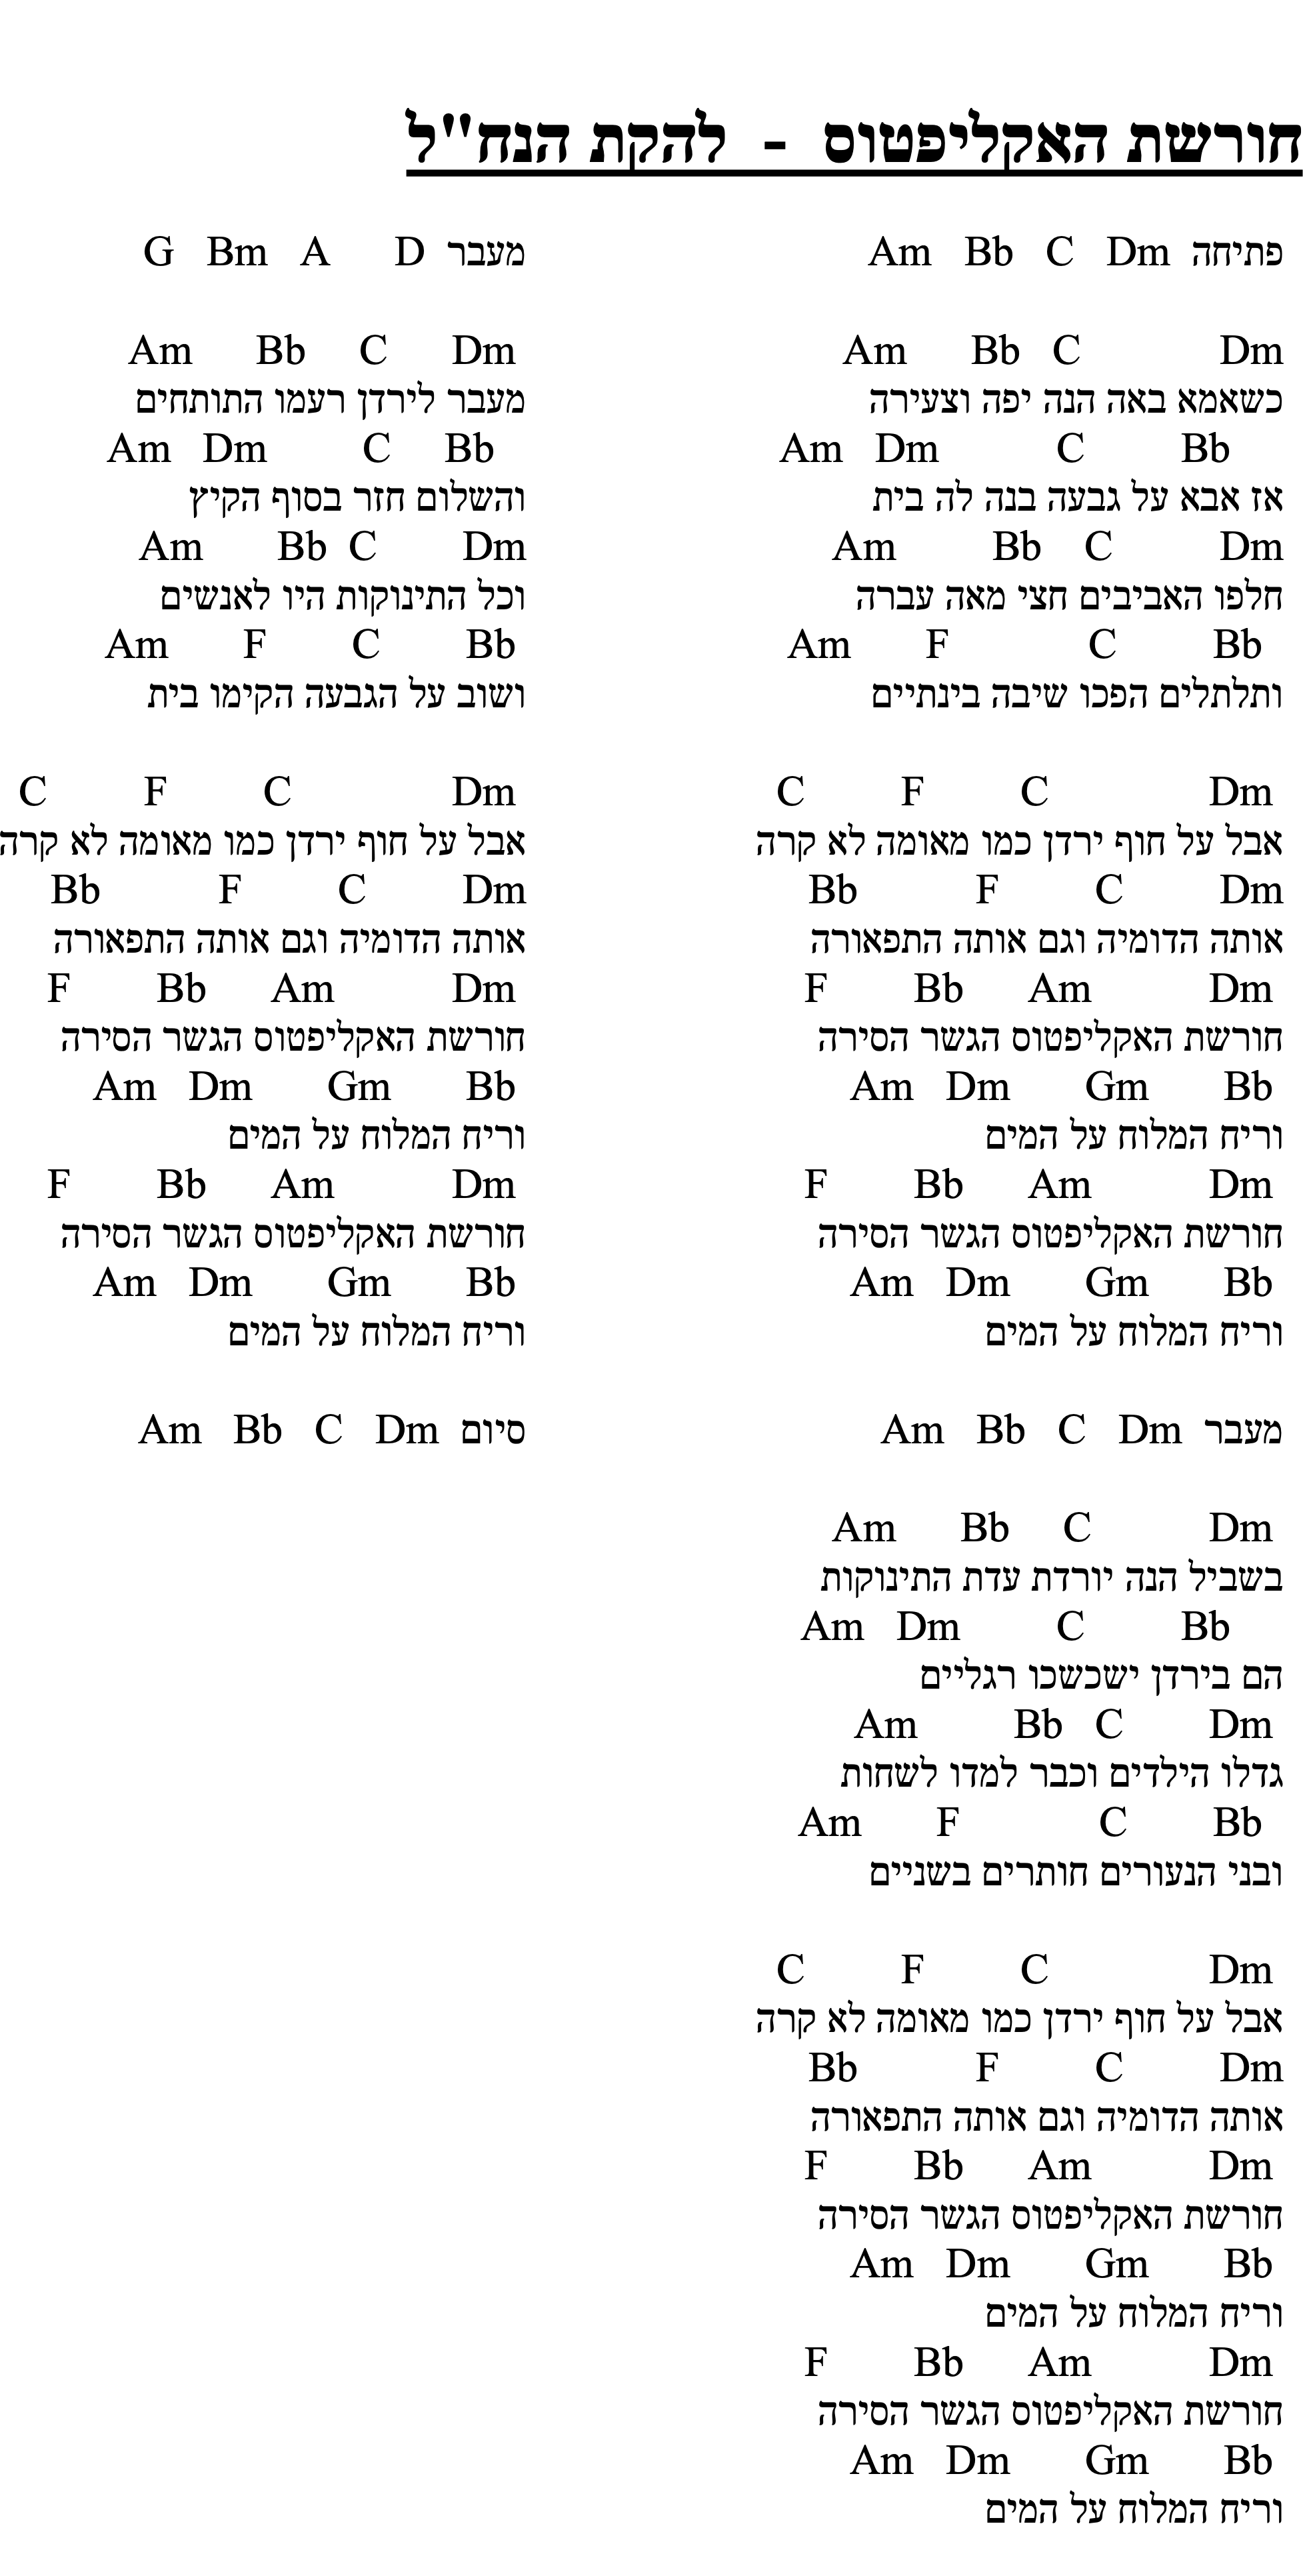 חורשת האקליפטוס - להקת הנח"ל
פתיחה Dm C Bb Am
Dm C Bb Am
כשאמא באה הנה יפה וצעירה
Bb C Dm Am
אז אבא על גבעה בנה לה בית
Dm C Bb Am
חלפו האביבים חצי מאה עברה
Bb C F Am
ותלתלים הפכו שיבה בינתיים
Dm C F C
אבל על חוף ירדן כמו מאומה לא קרה
Dm C F Bb
אותה הדומיה וגם אותה התפאורה
Dm Am Bb F
חורשת האקליפטוס הגשר הסירה
Bb Gm Dm Am
וריח המלוח על המים
Dm Am Bb F
חורשת האקליפטוס הגשר הסירה
Bb Gm Dm Am
וריח המלוח על המים
מעבר Dm C Bb Am
Dm C Bb Am
בשביל הנה יורדת עדת התינוקות
Bb C Dm Am
הם בירדן ישכשכו רגליים
Dm C Bb Am
גדלו הילדים וכבר למדו לשחות
Bb C F Am
ובני הנעורים חותרים בשניים
Dm C F C
אבל על חוף ירדן כמו מאומה לא קרה
Dm C F Bb
אותה הדומיה וגם אותה התפאורה
Dm Am Bb F
חורשת האקליפטוס הגשר הסירה
Bb Gm Dm Am
וריח המלוח על המים
Dm Am Bb F
חורשת האקליפטוס הגשר הסירה
Bb Gm Dm Am
וריח המלוח על המים
מעבר D A Bm G
Dm C Bb Am
מעבר לירדן רעמו התותחים
Bb C Dm Am
והשלום חזר בסוף הקיץ
Dm C Bb Am
וכל התינוקות היו לאנשים
Bb C F Am
ושוב על הגבעה הקימו בית
Dm C F C
אבל על חוף ירדן כמו מאומה לא קרה
Dm C F Bb
אותה הדומיה וגם אותה התפאורה
Dm Am Bb F
חורשת האקליפטוס הגשר הסירה
Bb Gm Dm Am
וריח המלוח על המים
Dm Am Bb F
חורשת האקליפטוס הגשר הסירה
Bb Gm Dm Am
וריח המלוח על המים
סיום Dm C Bb Am